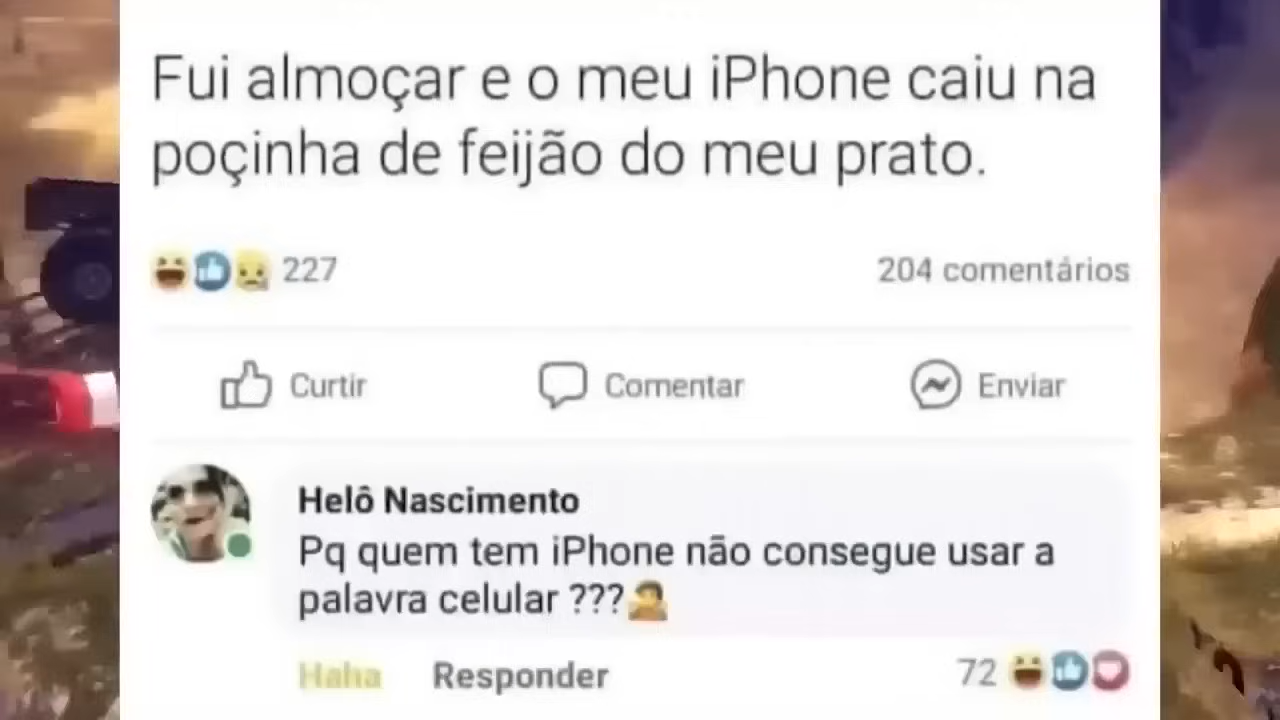 Fui almoçar e o meu iPhone caiu na
poçinha de feijão do meu prato.
227
204 comentários
Curtir
Comentar
Enviar
Helô Nascimento
Pq quem tem iPhone não consegue usar a
palavra celular ???
Haha
Responder
72